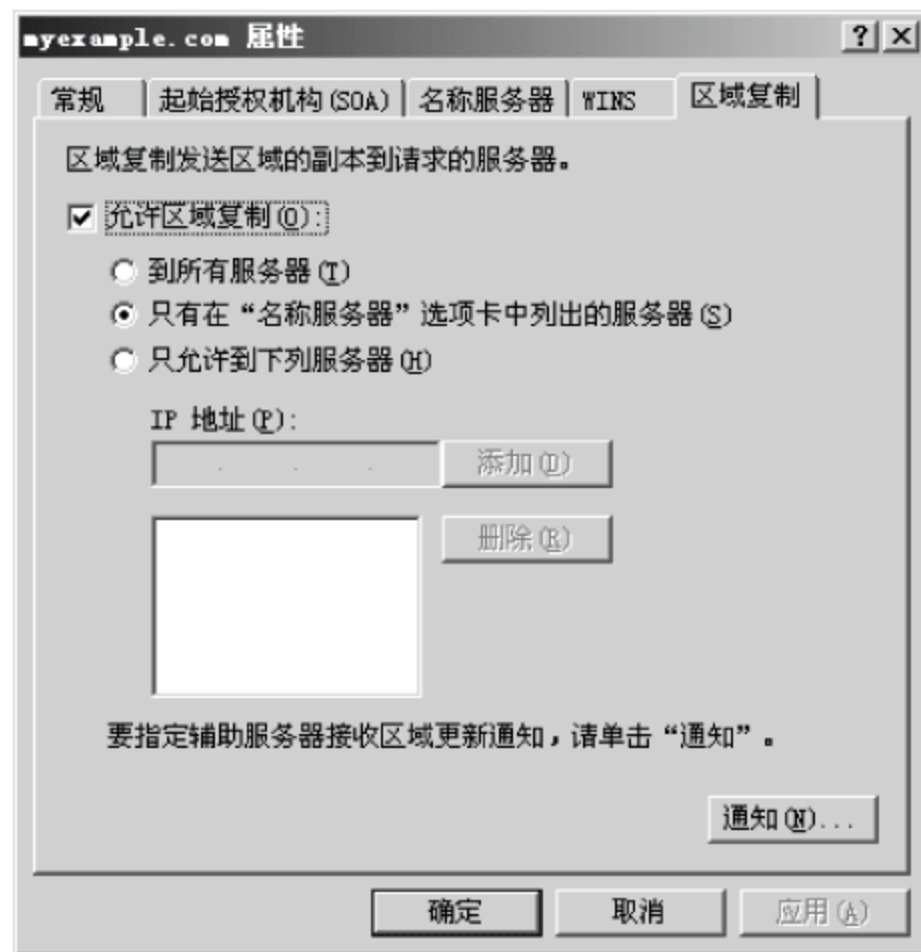 myexample.com 属性
常规 起始授权机构(SOA) 名称服务器 WINS 区域复制
区域复制发送区域的副本到请求的服务器。
允许区域复制(O):
到所有服务器(T)
只有在“名称服务器”选项卡中列出的服务器(S)
只允许到下列服务器(H)
IP 地址(P):
添加(D)
删除(R)
要指定辅助服务器接收区域更新通知,请单击“通知”。
通知(N)...
确定 取消 应用(A)